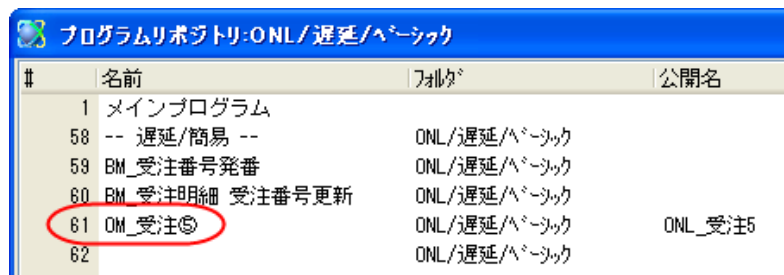 プログラムリポジトリ:ONL/遅延/ﾍﾞｰｼｯｸ
# 名前 ﾌｫﾙﾀﾞ 公開名
1 メインプログラム
58 -- 遅延/簡易 -- ONL/遅延/ﾍﾞｰｼｯｸ
59 BM_受注番号発番 ONL/遅延/ﾍﾞｰｼｯｸ
60 BM_受注明細 受注番号更新 ONL/遅延/ﾍﾞｰｼｯｸ
61 OM_受注⑤ ONL/遅延/ﾍﾞｰｼｯｸ ONL_受注5
62 ONL/遅延/ﾍﾞｰｼｯｸ